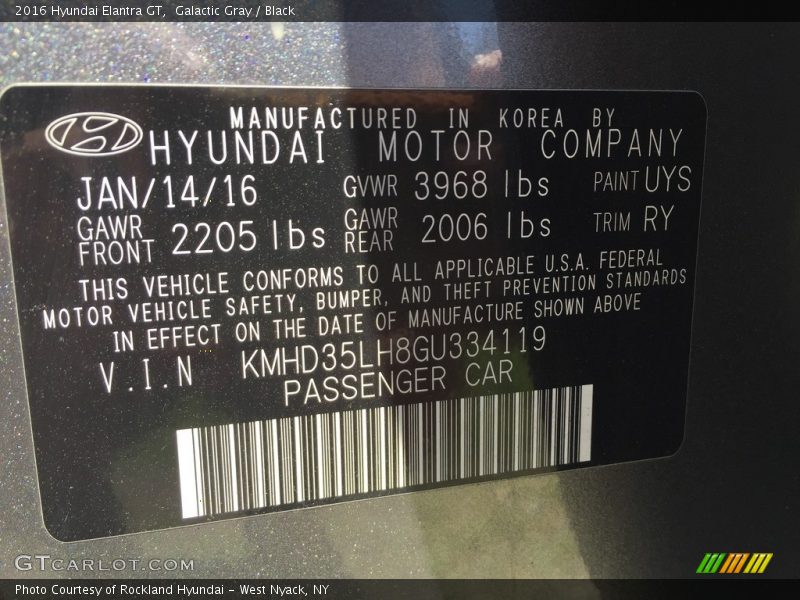 2016 Hyundai Elantra GT,  Galactic Gray / Black
MANUFACTURED IN KOREA BY
HYUNDAI MOTOR COMPANY
JAN/14/16 GVWR 3968 lbs PAINT UYS
GAWR FRONT 2205 lbs GAWR REAR 2006 lbs TRIM RY
THIS VEHICLE CONFORMS TO ALL APPLICABLE U.S.A. FEDERAL
MOTOR VEHICLE SAFETY, BUMPER, AND THEFT PREVENTION STANDARDS
IN EFFECT ON THE DATE OF MANUFACTURE SHOWN ABOVE
V.I.N KMHD35LH8GU334119
PASSENGER CAR
GTCARLOT.COM
Photo Courtesy of Rockland Hyundai - West Nyack, NY